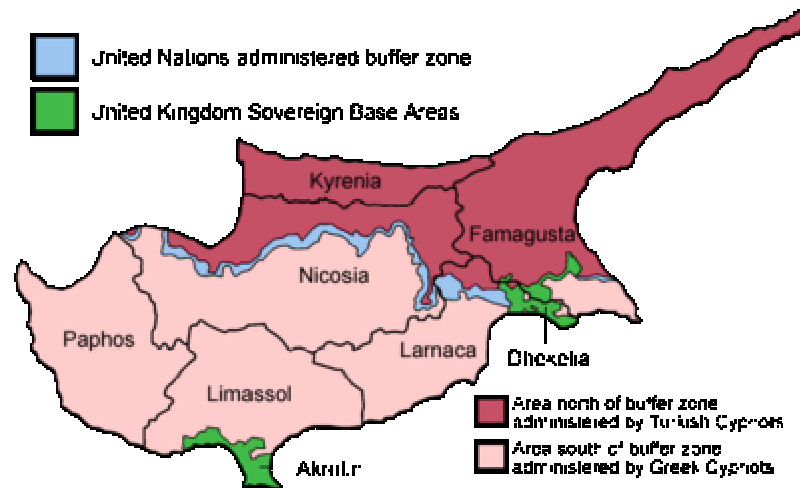 United Nations administered buffer zone
United Kingdom Sovereign Base Areas
Kyrenia
Famagusta
Nicosia
Paphos
Larnaca
Dhekelia
Limassol
Area north of buffer zone
administered by Turkish Cypriots
Area south of buffer zone
administered by Greek Cypriots
Akrotiri